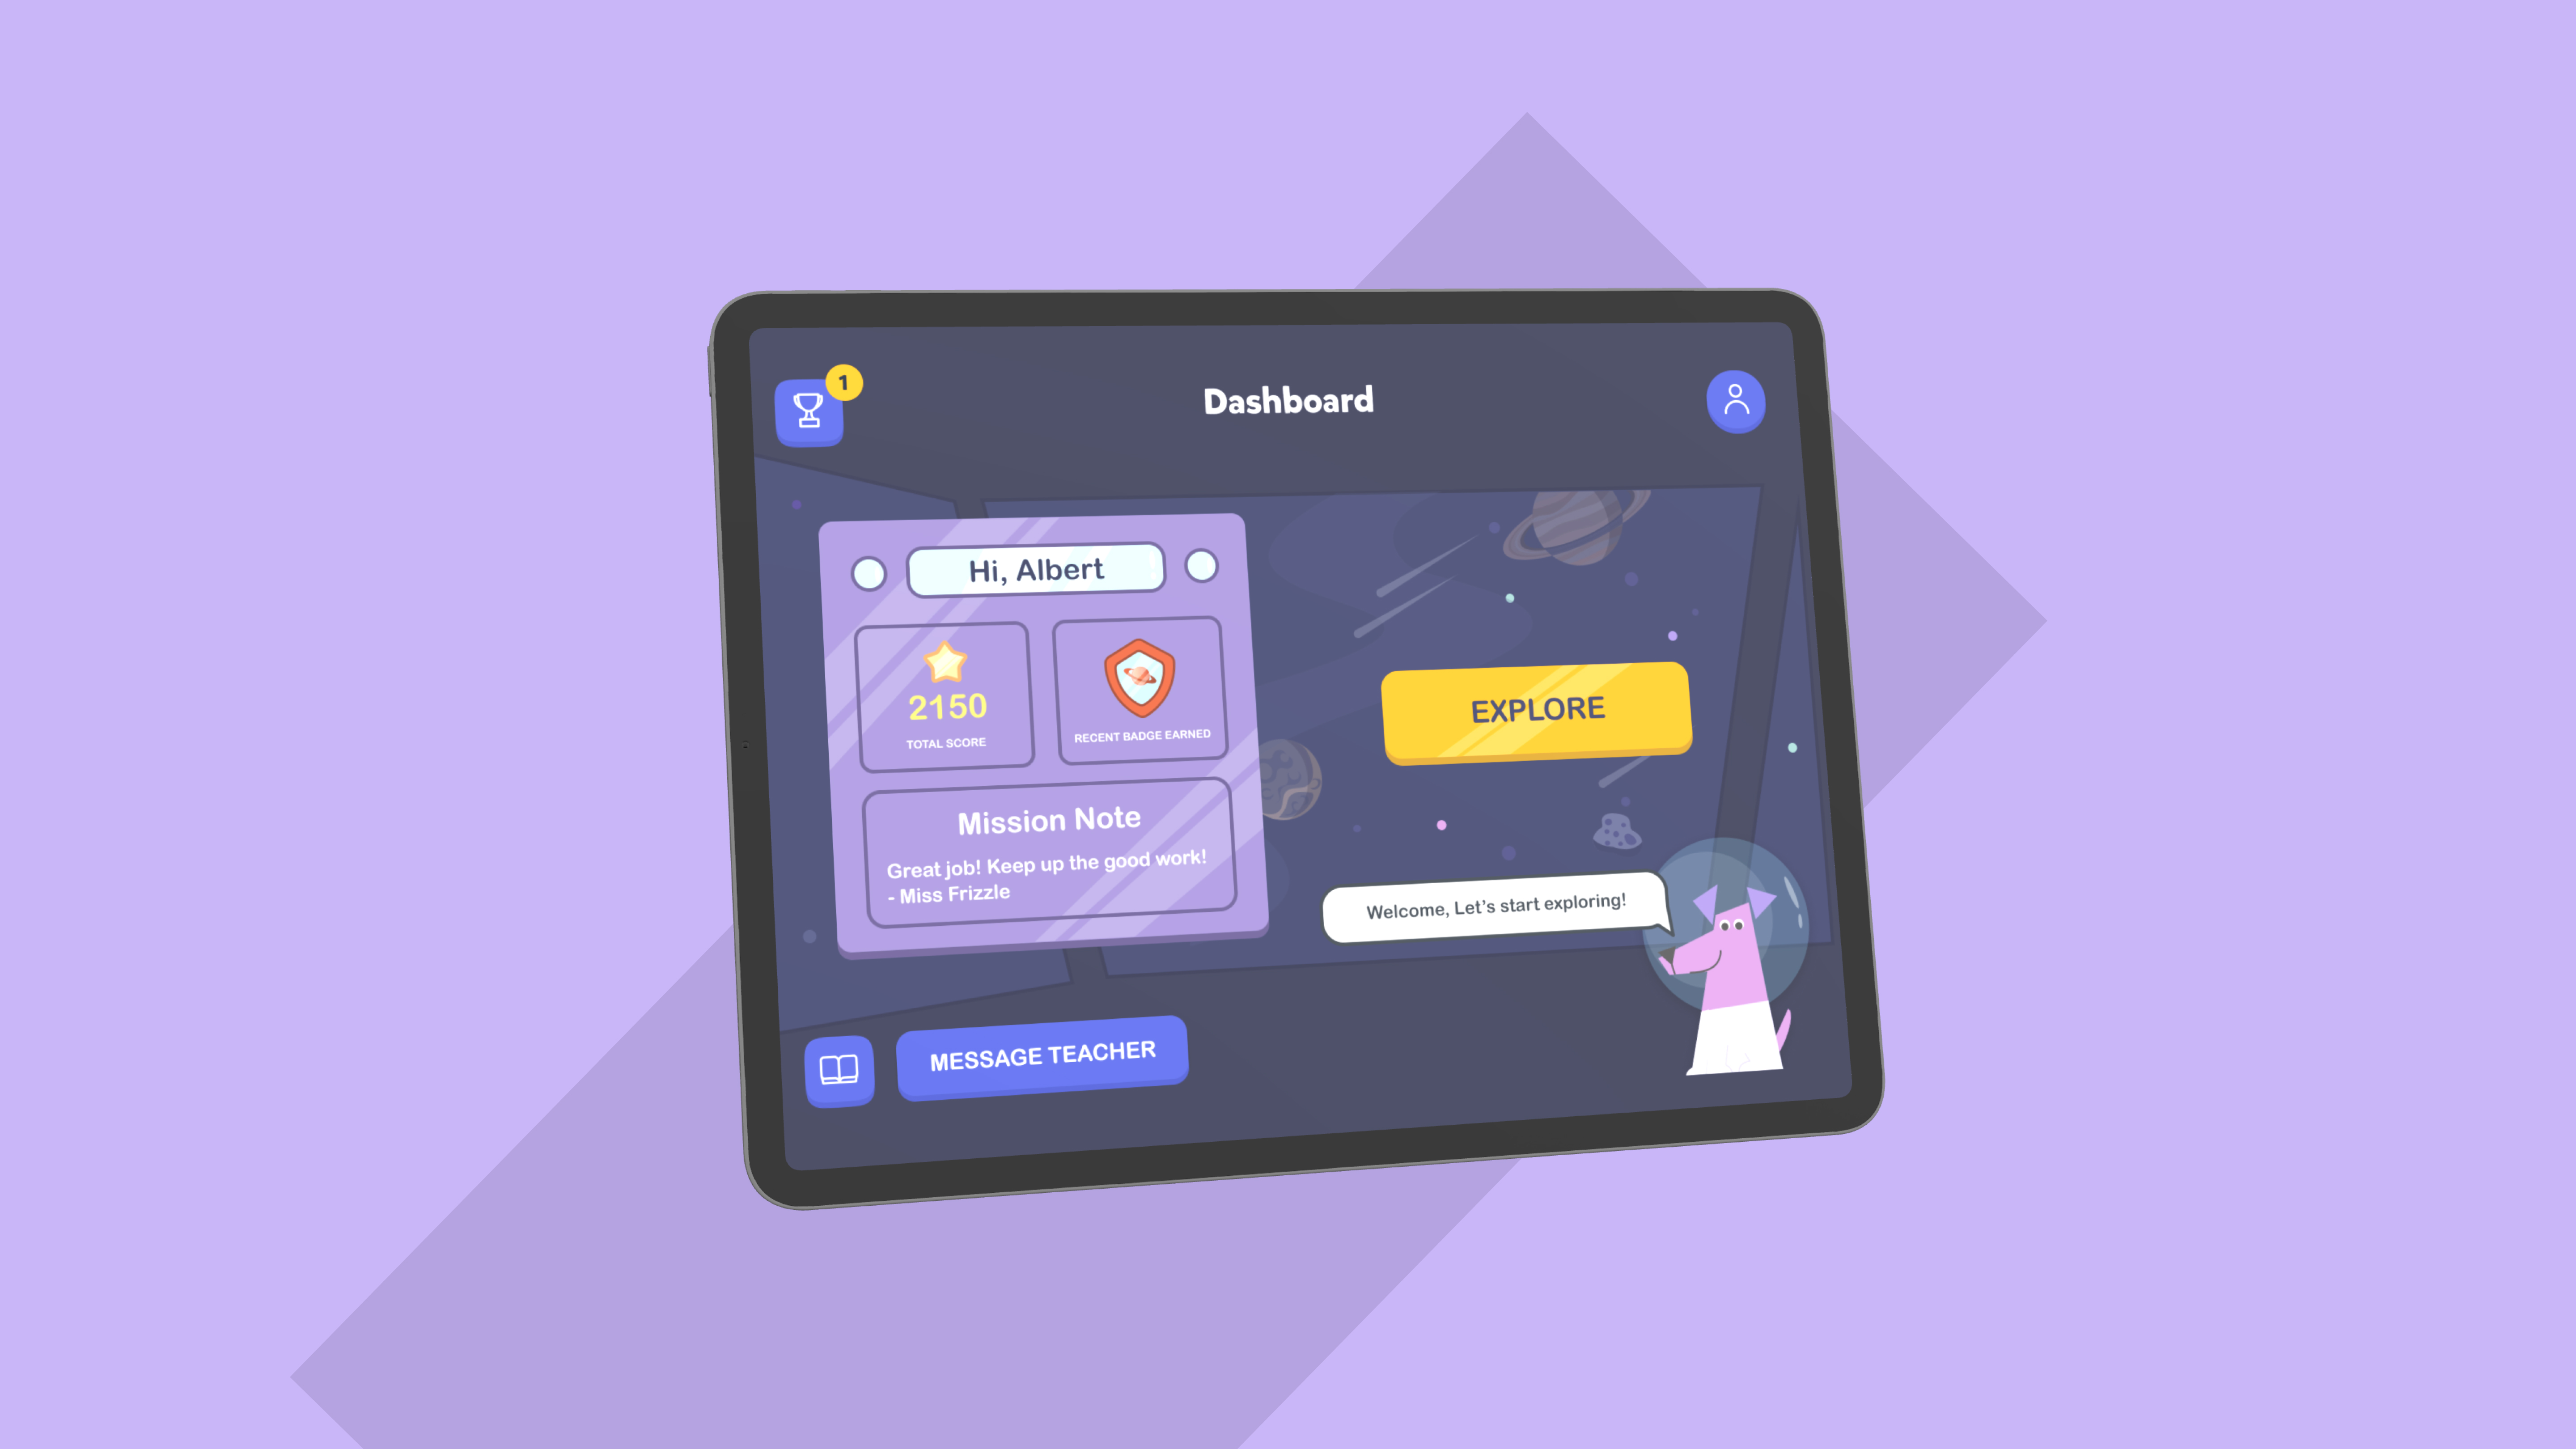 1
Dashboard
Hi, Albert
2150
TOTAL SCORE
RECENT BADGE EARNED
Mission Note
Great job! Keep up the good work!
- Miss Frizzle
EXPLORE
Welcome, Let’s start exploring!
MESSAGE TEACHER